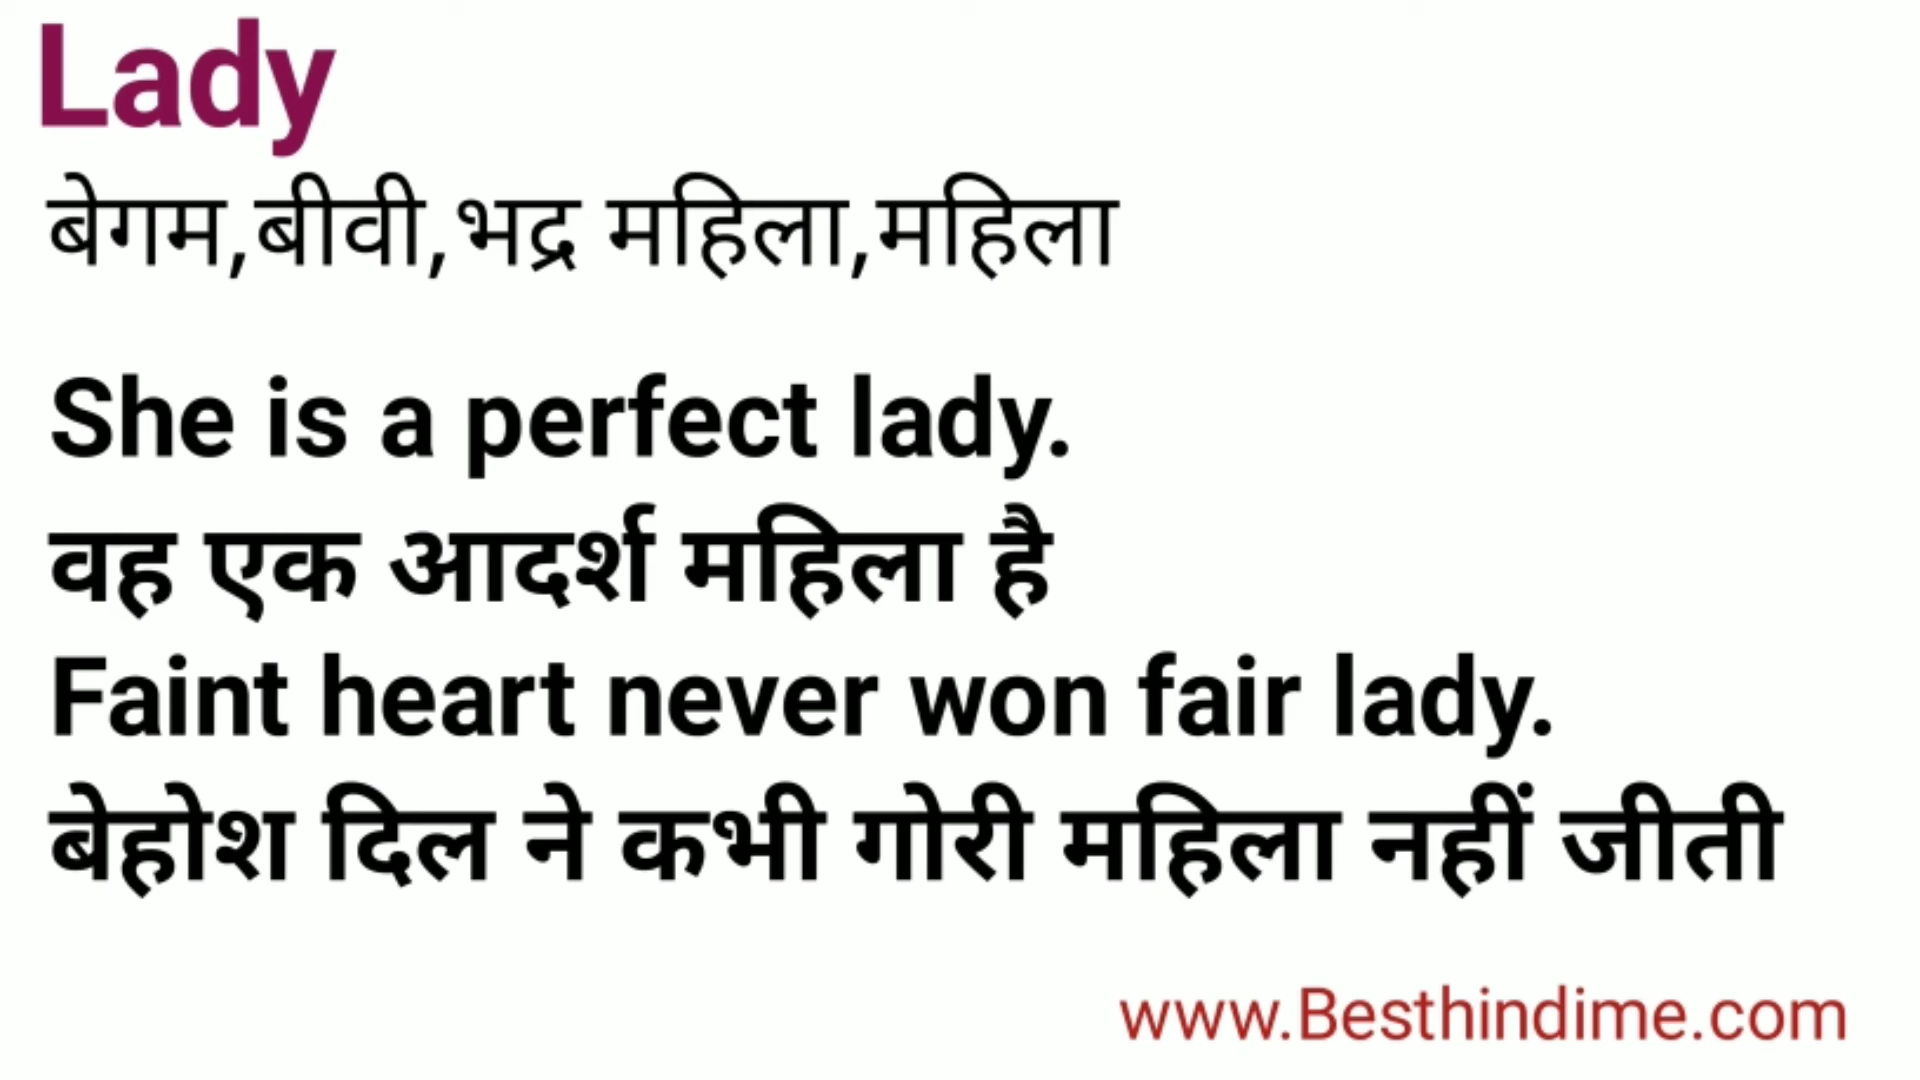 Lady
बेगम,बीवी,भद्र महिला,महिला
She is a perfect lady.
वह एक आदर्श महिला है
Faint heart never won fair lady.
बेहोश दिल ने कभी गोरी महिला नहीं जीती
www.Besthindime.com